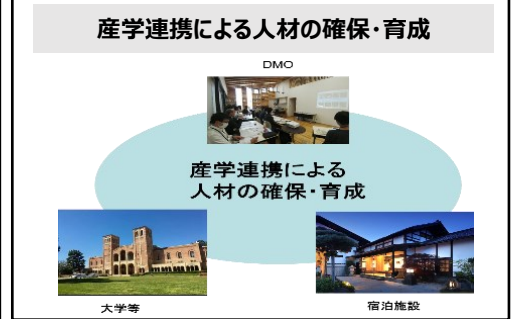 産学連携による人材の確保・育成
DMO
産学連携による
人材の確保・育成
大学等
宿泊施設